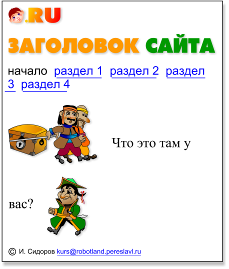 .RU
ЗАГОЛОВОК САЙТА
начало раздел 1 раздел 2 раздел
3 раздел 4
Что это там у
вас?
© И. Сидоров kurs@robotland.pereslavl.ru